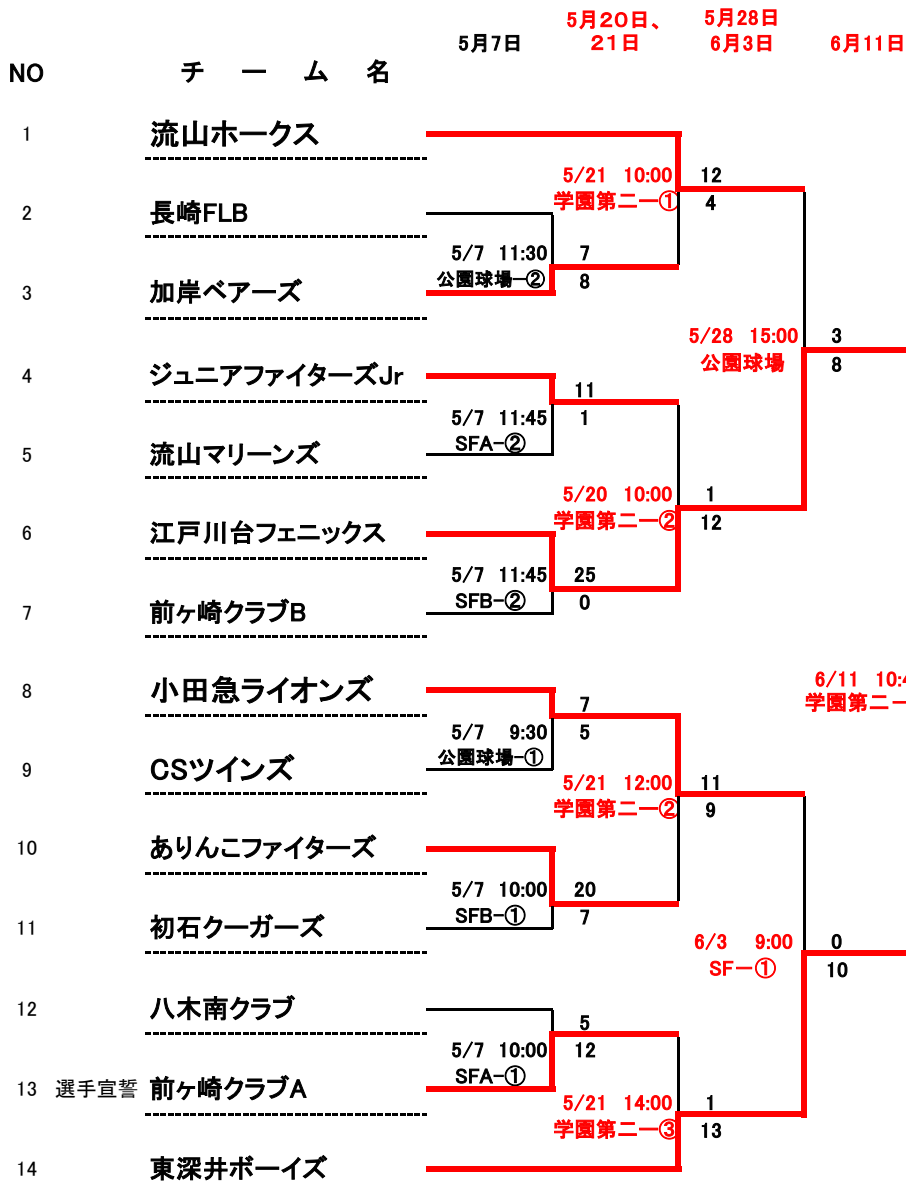 5月7日
5月20日、
21日
5月28日
6月3日
6月11日
NO チ ー ム 名
1 流山ホークス
5/21 10:00 12
学園第二ー① 4
2 長崎FLB
5/7 11:30 7
公園球場ー② 8
3 加岸ベアーズ
5/28 15:00 3
公園球場 8
4 ジュニアファイターズJr
11
5/7 11:45 1
SFA-②
5 流山マリーンズ
5/20 10:00 1
学園第二ー② 12
6 江戸川台フェニックス
5/7 11:45 25
SFB-② 0
7 前ヶ崎クラブB
6/11 10:4
学園第二ー
8 小田急ライオンズ
7
5/7 9:30 5
公園球場-①
9 CSツインズ
5/21 12:00 11
学園第二ー② 9
10 ありんこファイターズ
5/7 10:00 20
SFB-① 7
11 初石クーガーズ
6/3 9:00 0
SFー① 10
12 八木南クラブ
5
5/7 10:00 12
SFA-①
13 選手宣誓 前ヶ崎クラブA
5/21 14:00 1
学園第二ー③ 13
14 東深井ボーイズ